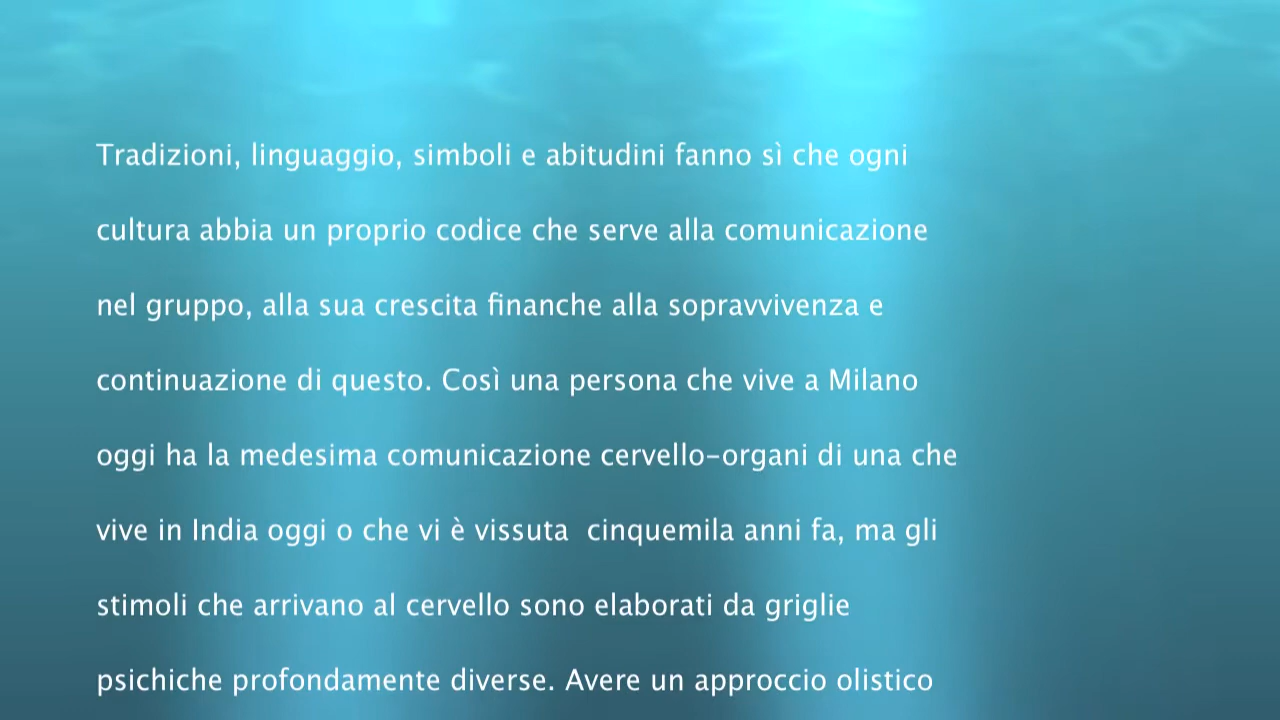 Tradizioni, linguaggio, simboli e abitudini fanno sì che ogni
cultura abbia un proprio codice che serve alla comunicazione
nel gruppo, alla sua crescita finanche alla sopravvivenza e
continuazione di questo. Così una persona che vive a Milano
oggi ha la medesima comunicazione cervello–organi di una che
vive in India oggi o che vi è vissuta  cinquemila anni fa, ma gli
stimoli che arrivano al cervello sono elaborati da griglie
psichiche profondamente diverse. Avere un approccio olistico